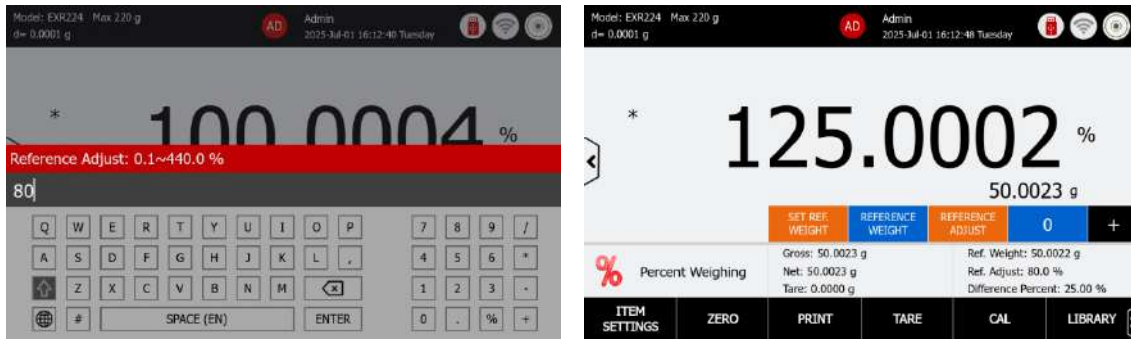 Model: EXR224 Max 220 g
d= 0.0001 g
AD
Admin
2025-Jul-01 16:12:40 Tuesday
*
100.0004 %
Reference Adjust: 0.1~440.0 %
80
Q W E R T Y U I O P 7 8 9 /
A S D F G H J K L , 4 5 6 *
Z X C V B N M 1 2 3 -
# SPACE (EN) ENTER 0 . % +
Model: EXR224 Max 220 g
d= 0.0001 g
AD
Admin
2025-Jul-01 16:12:48 Tuesday
*
125.0002 %
50.0023 g
SET REF. WEIGHT
REFERENCE WEIGHT
REFERENCE ADJUST
0
+
% Percent Weighing
Gross: 50.0023 g
Net: 50.0023 g
Tare: 0.0000 g
Ref. Weight: 50.0022 g
Ref. Adjust: 80.0 %
Difference Percent: 25.00 %
ITEM SETTINGS
ZERO
PRINT
TARE
CAL
LIBRARY